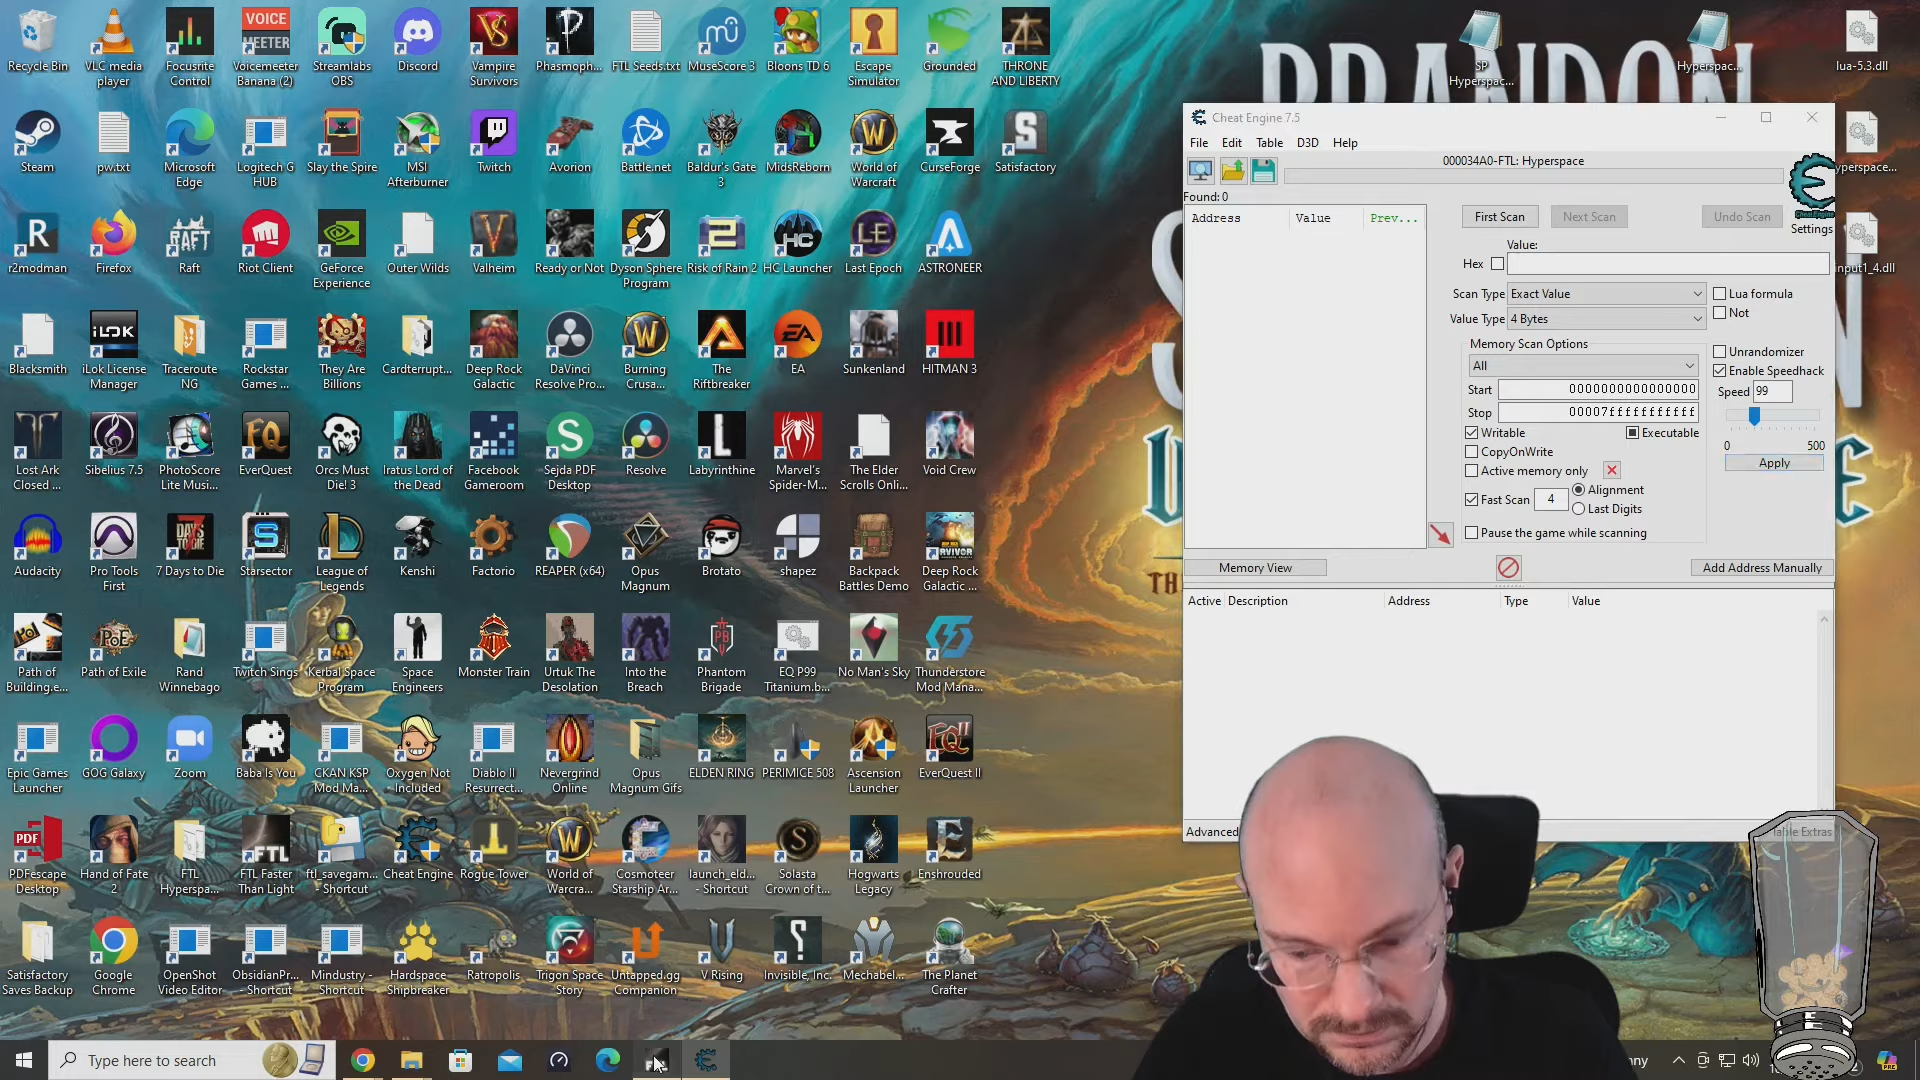 Recycle Bin
VLC media player
Focusrite Control
VOICE MEETER
Voicemeeter Banana (2)
Streamlabs OBS
Discord
Vampire Survivors
Phasmoph...
FTL Seeds.txt
MuseScore 3
Bloons TD 6
Escape Simulator
Grounded
THRONE AND LIBERTY
SP Hyperspac...
Hyperspac...
lua-5.3.dll
BRANDON
Steam
pw.txt
Microsoft Edge
Logitech G HUB
Slay the Spire
MSI Afterburner
Twitch
Avorion
Battle.net
Baldur's Gate 3
MidsReborn
World of Warcraft
CurseForge
Satisfactory
r2modman
Firefox
Raft
Riot Client
GeForce Experience
Outer Wilds
Valheim
Ready or Not
Dyson Sphere Program
Risk of Rain 2
HC Launcher
Last Epoch
ASTRONEER
Blacksmith
iLok License Manager
Traceroute NG
Rockstar Games ...
They Are Billions
Cardterrupt...
Deep Rock Galactic
DaVinci Resolve Pro...
Burning Crusa...
The Riftbreaker
EA
Sunkenland
HITMAN 3
Lost Ark Closed ...
Sibelius 7.5
PhotoScore Lite Musi...
EverQuest
Orcs Must Die! 3
Iratus Lord of the Dead
Facebook Gameroom
Sejda PDF Desktop
Resolve
Labyrinthine
Marvel's Spider-M...
The Elder Scrolls Onli...
Void Crew
Audacity
Pro Tools First
7 Days to Die
Starsector
League of Legends
Kenshi
Factorio
REAPER (x64)
Opus Magnum
Brotato
shapez
Backpack Battles Demo
Deep Rock Galactic ...
Path of Building.e...
Path of Exile
Rand Winnebago
Twitch Sings
Kerbal Space Program
Space Engineers
Monster Train
Urtuk The Desolation
Into the Breach
Phantom Brigade
EQ P99 Titanium.b...
No Man's Sky
Thunderstore Mod Mana...
Epic Games Launcher
GOG Galaxy
Zoom
Baba Is You
CKAN KSP Mod Ma...
Oxygen Not Included
Diablo II Resurrect...
Nevergrind Online
Opus Magnum Gifs
ELDEN RING
PERIMICE 508
Ascension Launcher
EverQuest II
PDFescape Desktop
Hand of Fate 2
FTL Hyperspa...
FTL Faster Than Light
ftl_savegam... - Shortcut
Cheat Engine
Rogue Tower
World of Warcra...
Cosmoteer Starship Ar...
launch_eld... - Shortcut
Solasta Crown of t...
Hogwarts Legacy
Enshrouded
Satisfactory Saves Backup
Google Chrome
OpenShot Video Editor
ObsidianPr... - Shortcut
Mindustry - Shortcut
Hardspace Shipbreaker
Ratropolis
Trigon Space Story
Untapped.gg Companion
V Rising
Invisible, Inc.
Mechabel...
The Planet Crafter
Cheat Engine 7.5
File Edit Table D3D Help
000034A0-FTL: Hyperspace
Found: 0
Address Value Prev...
First Scan Next Scan Undo Scan
Settings
Value:
Hex
Scan Type Exact Value
Lua formula
Not
Value Type 4 Bytes
Memory Scan Options
All
Unrandomizer
Enable Speedhack
Start 0000000000000000
Speed 99
Stop 00007fffffffffff
Writable Executable
0 500
CopyOnWrite
Apply
Active memory only
Fast Scan 4
Alignment
Last Digits
Pause the game while scanning
Memory View
Add Address Manually
Active Description Address Type Value
Advanced
Table Extras
Type here to search